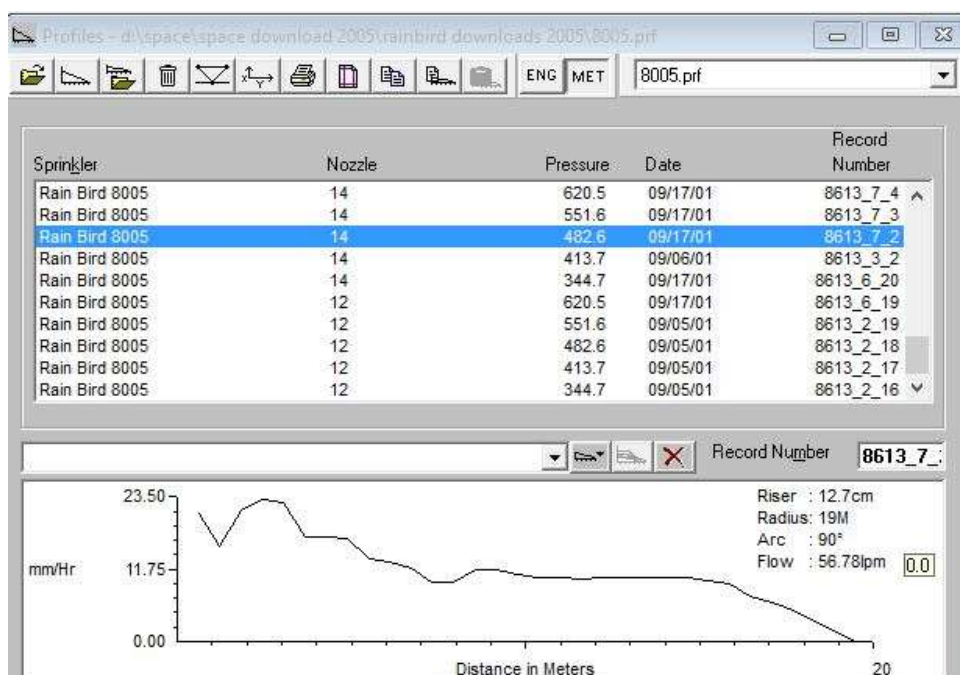 Profiles - d:\space\space download 2005\rainbird downloads 2005\8005.prf
ENG MET 8005.prf
Record
Sprinkler Nozzle Pressure Date Number
Rain Bird 8005 14 620.5 09/17/01 8613_7_4
Rain Bird 8005 14 551.6 09/17/01 8613_7_3
Rain Bird 8005 14 482.6 09/17/01 8613_7_2
Rain Bird 8005 14 413.7 09/06/01 8613_3_2
Rain Bird 8005 14 344.7 09/17/01 8613_6_20
Rain Bird 8005 12 620.5 09/17/01 8613_6_19
Rain Bird 8005 12 551.6 09/05/01 8613_2_19
Rain Bird 8005 12 482.6 09/05/01 8613_2_18
Rain Bird 8005 12 413.7 09/05/01 8613_2_17
Rain Bird 8005 12 344.7 09/05/01 8613_2_16
Record Number 8613_7_
23.50
Riser : 12.7cm
Radius: 19M
Arc : 90°
Flow : 56.78lpm 0.0
mm/Hr 11.75
0.00
Distance in Meters 20